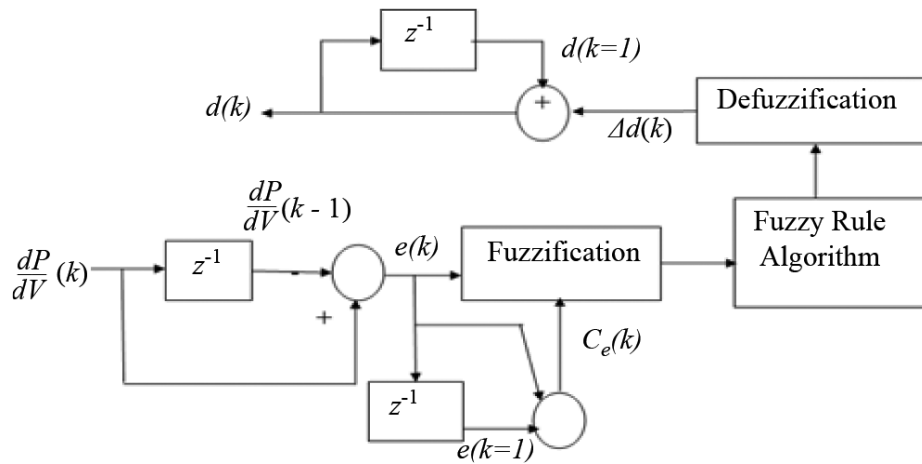 z⁻¹
d(k=1)
d(k)
+
Δd(k)
Defuzzification
dP/dV (k - 1)
dP/dV (k)
z⁻¹
-
+
e(k)
Fuzzification
Fuzzy Rule
Algorithm
Cₑ(k)
z⁻¹
e(k=1)